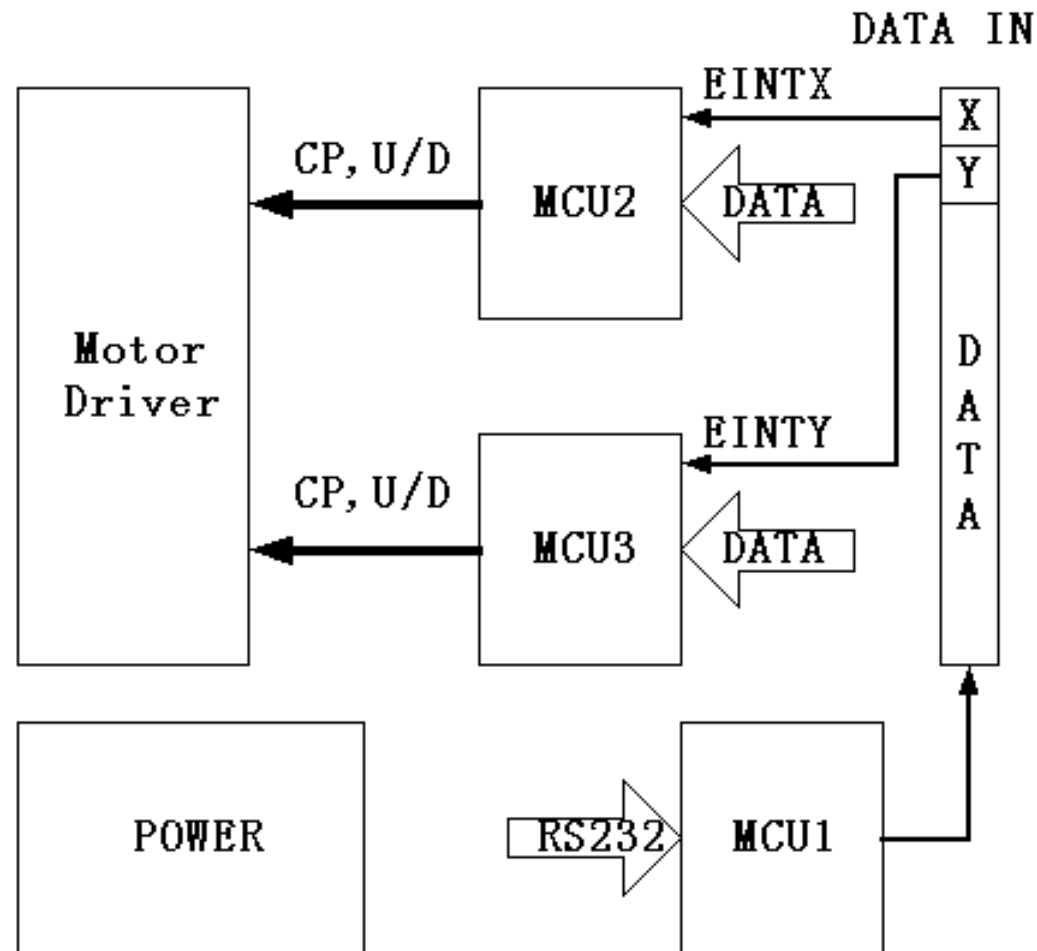 DATA IN
EINTX
X
CP, U/D
MCU2
DATA
Y
Motor
Driver
D
A
T
A
EINTY
CP, U/D
MCU3
DATA
POWER
RS232
MCU1